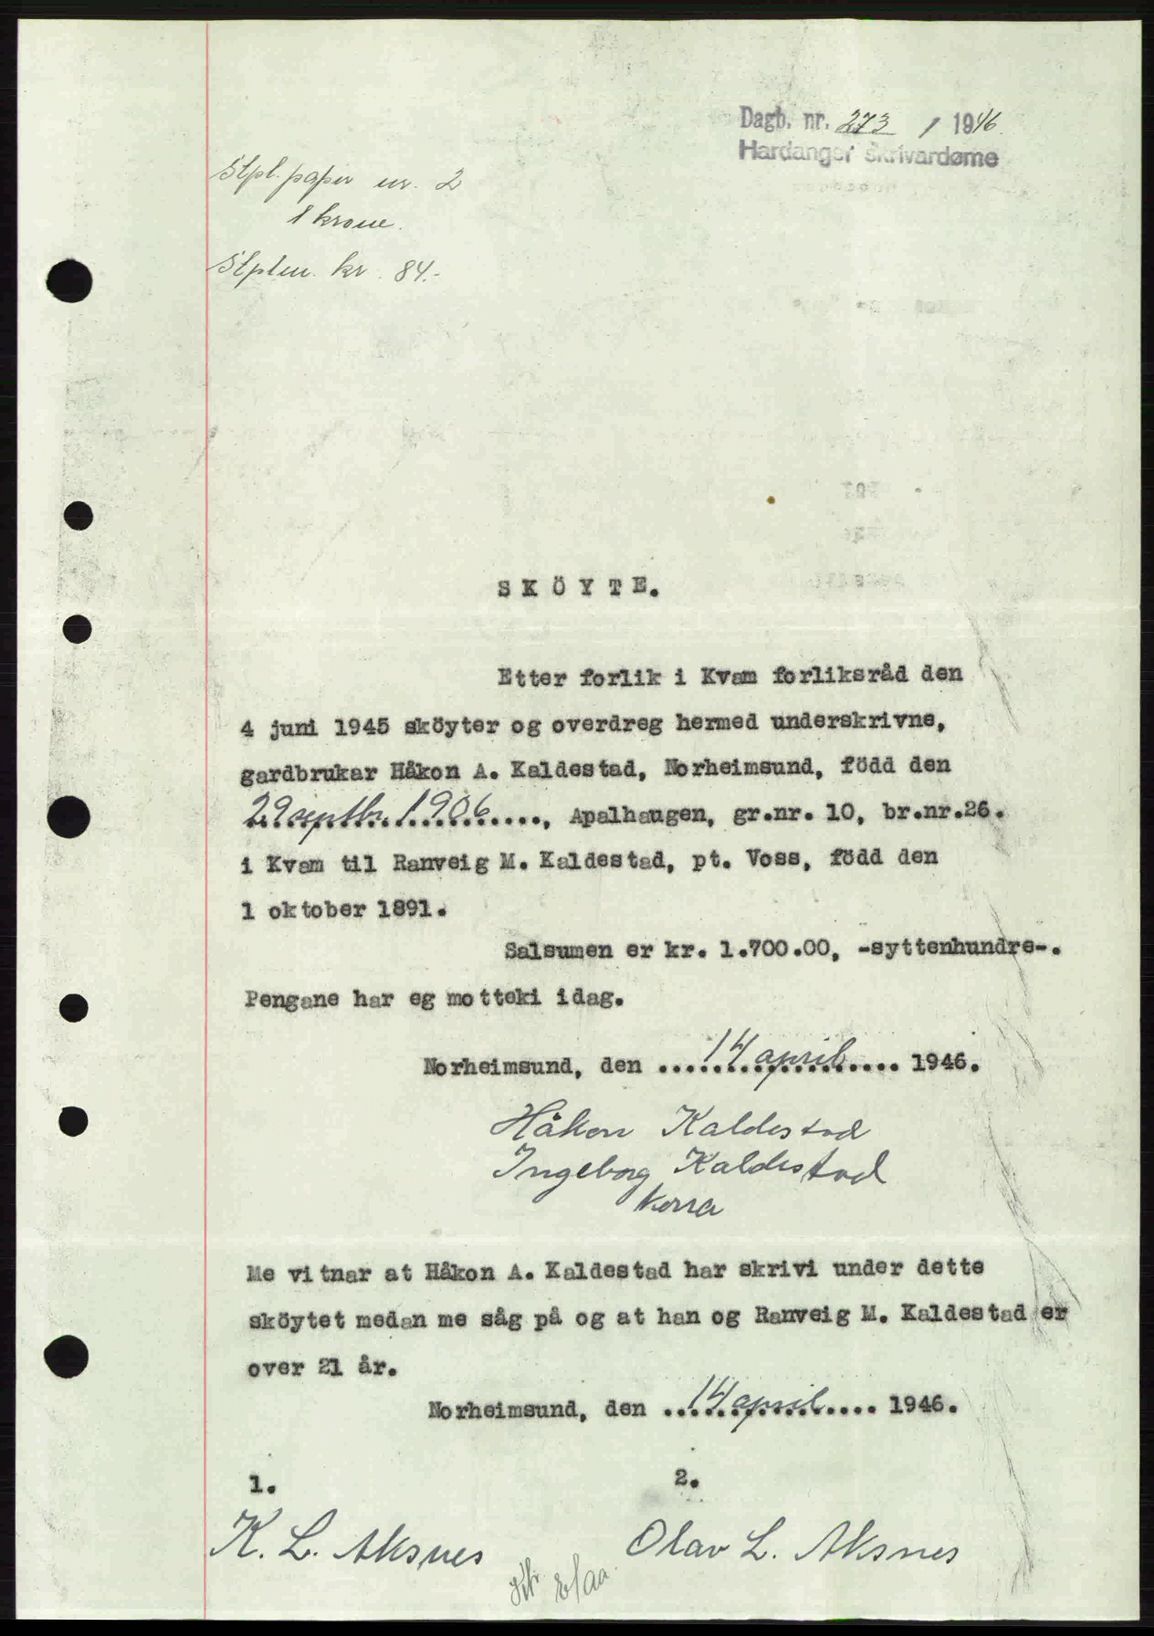 Dagb. nr. 273 / 1946
Hardanger skrivardøme
Stpl. paper nr. 2
1 krone.
Stplm. kr. 84.-
SKÖYTE.
Etter forlik i Kvam forliksråd den
4 juni 1945 sköyter og overdreg hermed underskrivne,
gardbrukar Håkon A. Kaldestad, Norheimsund, född den
29 septbr. 1906, Apalhaugen, gr.nr. 10, br.nr.26.
i Kvam til Ranveig M. Kaldestad, pt. Voss, född den
1 oktober 1891.
Salsumen er kr. 1.700.00, -syttenhundre-.
Pengane har eg motteki idag.
Norheimsund, den 14 april 1946.
Håkon Kaldestad
Ingeborg Kaldestad
kona
Me vitnar at Håkon A. Kaldestad har skrivi under dette
sköytet medan me såg på og at han og Ranveig M. Kaldestad er
over 21 år.
Norheimsund, den 14 april 1946.
1. 2.
K. L. Aksnes Olav L. Aksnes